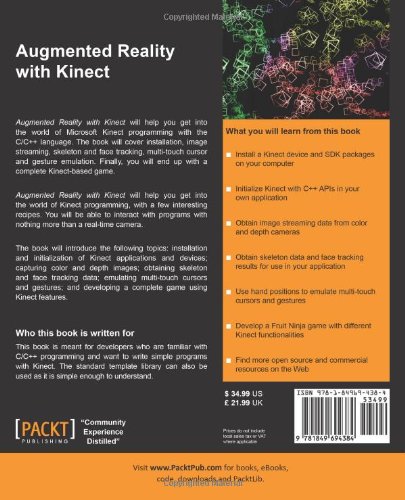 Copyrighted Material
Augmented Reality
with Kinect
Augmented Reality with Kinect will help you get into
the world of Microsoft Kinect programming with the
C/C++ language. The book will cover installation, image
streaming, skeleton and face tracking, multi-touch cursor
and gesture emulation. Finally, you will end up with a
complete Kinect-based game.
Augmented Reality with Kinect will help you get into
the world of Kinect programming, with a few interesting
recipes. You will be able to interact with programs with
nothing more than a real-time camera.
The book will introduce the following topics: installation
and initialization of Kinect applications and devices;
capturing color and depth images; obtaining skeleton
and face tracking data; emulating multi-touch cursors
and gestures; and developing a complete game using
Kinect features.
Who this book is written for
This book is meant for developers who are familiar with
C/C++ programming and want to write simple programs
with Kinect. The standard template library can also be
used as it is simple enough to understand.
What you will learn from this book
Install a Kinect device and SDK packages
on your computer
Initialize Kinect with C++ APIs in your
own application
Obtain image streaming data from color
and depth cameras
Obtain skeleton data and face tracking
results for use in your application
Use hand positions to emulate multi-touch
cursors and gestures
Develop a Fruit Ninja game with different
Kinect functionalities
Find more open source and commercial
resources on the Web
$ 34.99 US
£ 21.99 UK
Prices do not include
local sales tax or VAT
where applicable
ISBN 978-1-84969-438-4
53499
9 781849 694384
[PACKT]
PUBLISHING
"Community
Experience
Distilled"
Visit www.PacktPub.com for books, eBooks,
code, downloads and PacktLib.
Copyrighted Material